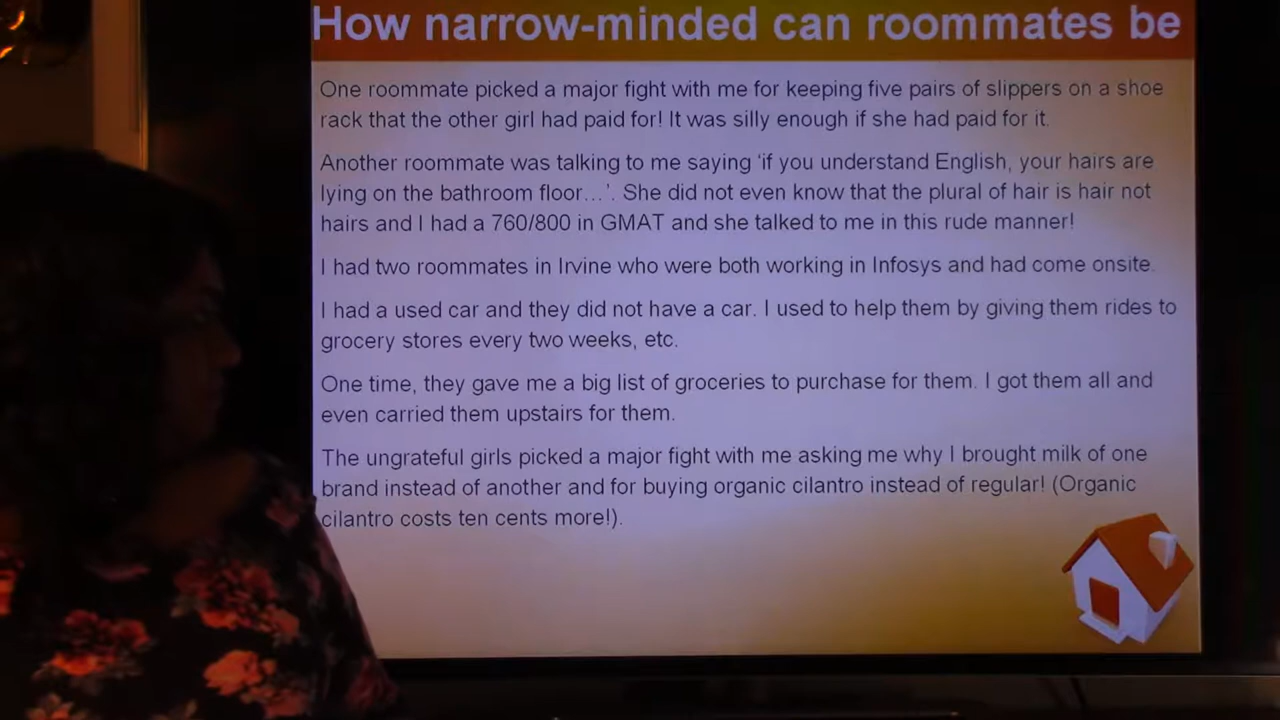 How narrow-minded can roommates be
One roommate picked a major fight with me for keeping five pairs of slippers on a shoe
rack that the other girl had paid for! It was silly enough if she had paid for it.
Another roommate was talking to me saying ‘if you understand English, your hairs are
lying on the bathroom floor…’. She did not even know that the plural of hair is hair not
hairs and I had a 760/800 in GMAT and she talked to me in this rude manner!
I had two roommates in Irvine who were both working in Infosys and had come onsite.
I had a used car and they did not have a car. I used to help them by giving them rides to
grocery stores every two weeks, etc.
One time, they gave me a big list of groceries to purchase for them. I got them all and
even carried them upstairs for them.
The ungrateful girls picked a major fight with me asking me why I brought milk of one
brand instead of another and for buying organic cilantro instead of regular! (Organic
cilantro costs ten cents more!).